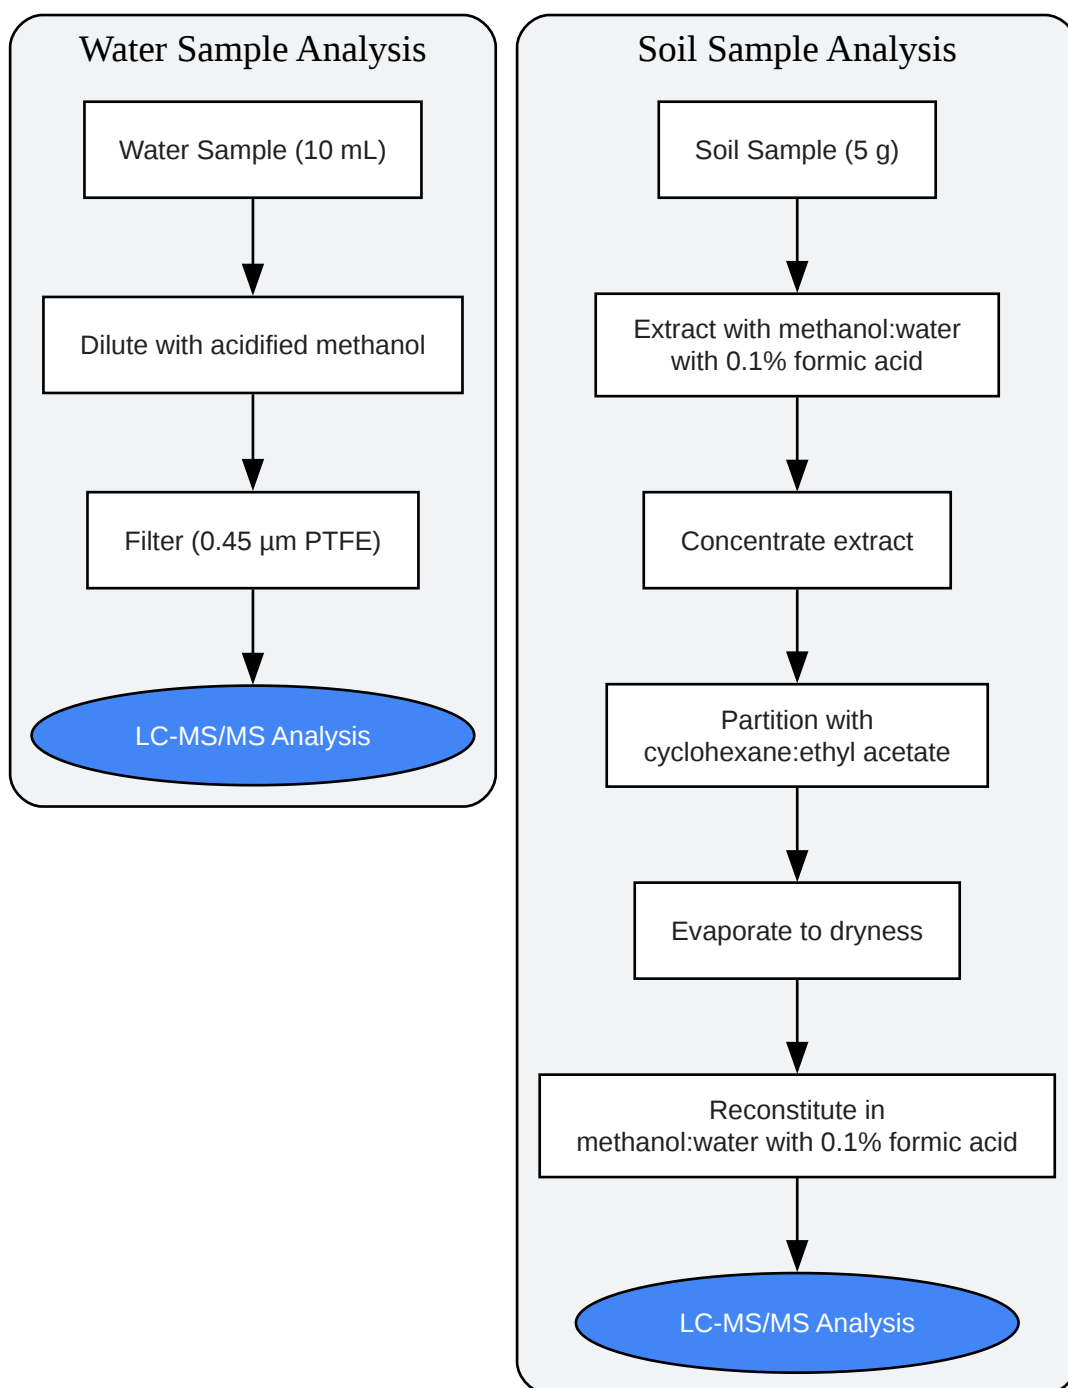 Water Sample Analysis
Water Sample (10 mL)
Dilute with acidified methanol
Filter (0.45 µm PTFE)
LC-MS/MS Analysis
Soil Sample Analysis
Soil Sample (5 g)
Extract with methanol:water
with 0.1% formic acid
Concentrate extract
Partition with
cyclohexane:ethyl acetate
Evaporate to dryness
Reconstitute in
methanol:water with 0.1% formic acid
LC-MS/MS Analysis